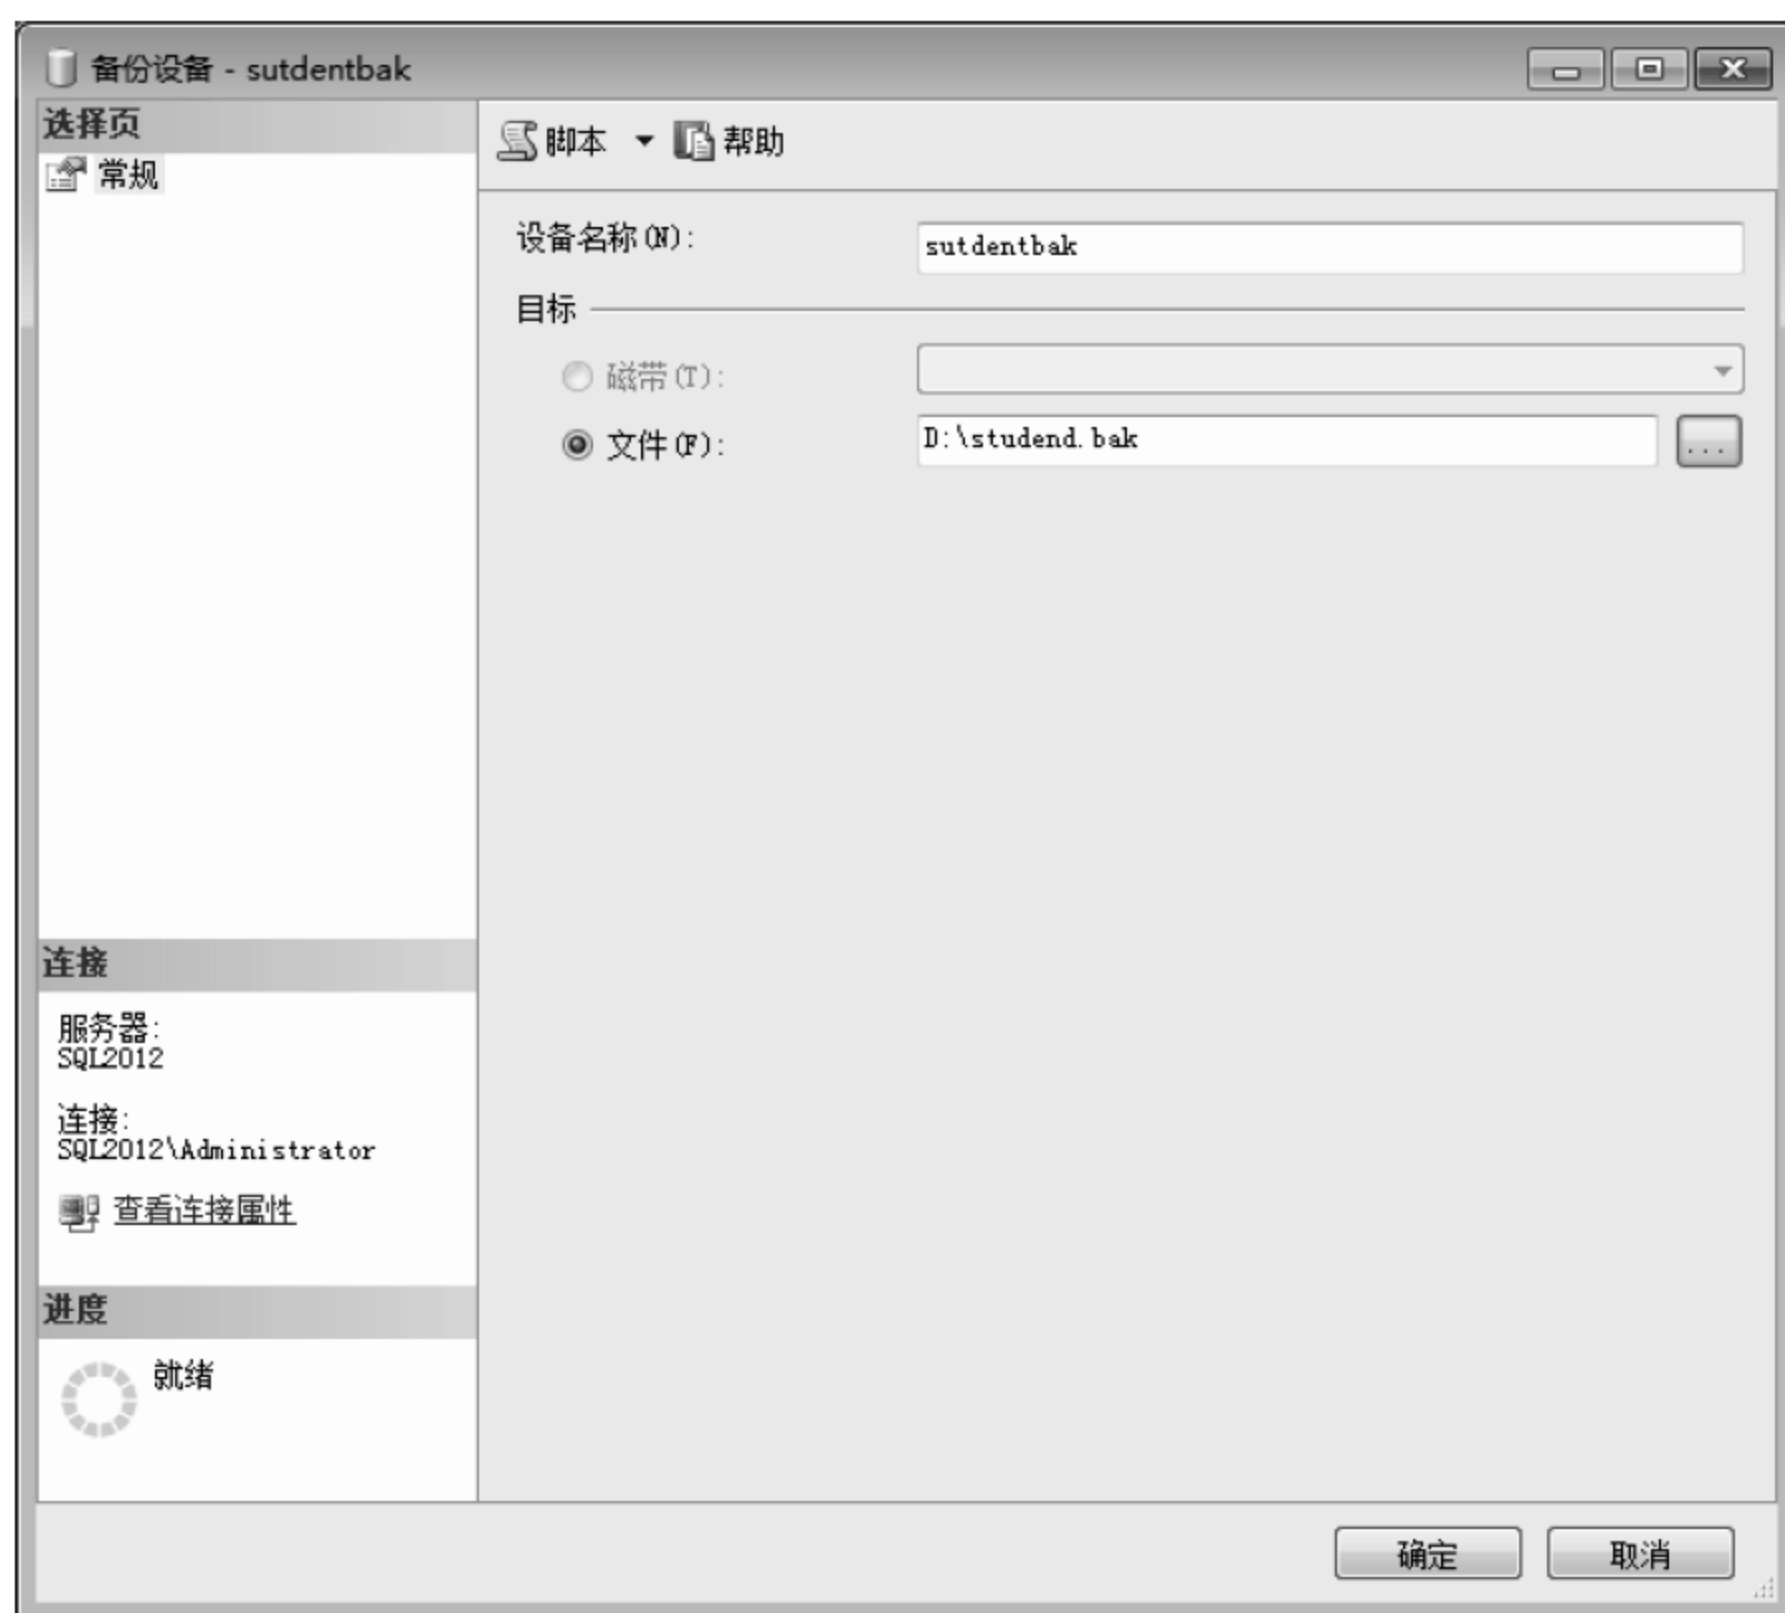 备份设备 - sutdentbak
选择页
常规
脚本 帮助
设备名称(N):
sutdentbak
目标
磁带(T):
文件(F):
D:\studend.bak
...
连接
服务器:
SQL2012
连接:
SQL2012\Administrator
查看连接属性
进度
就绪
确定
取消